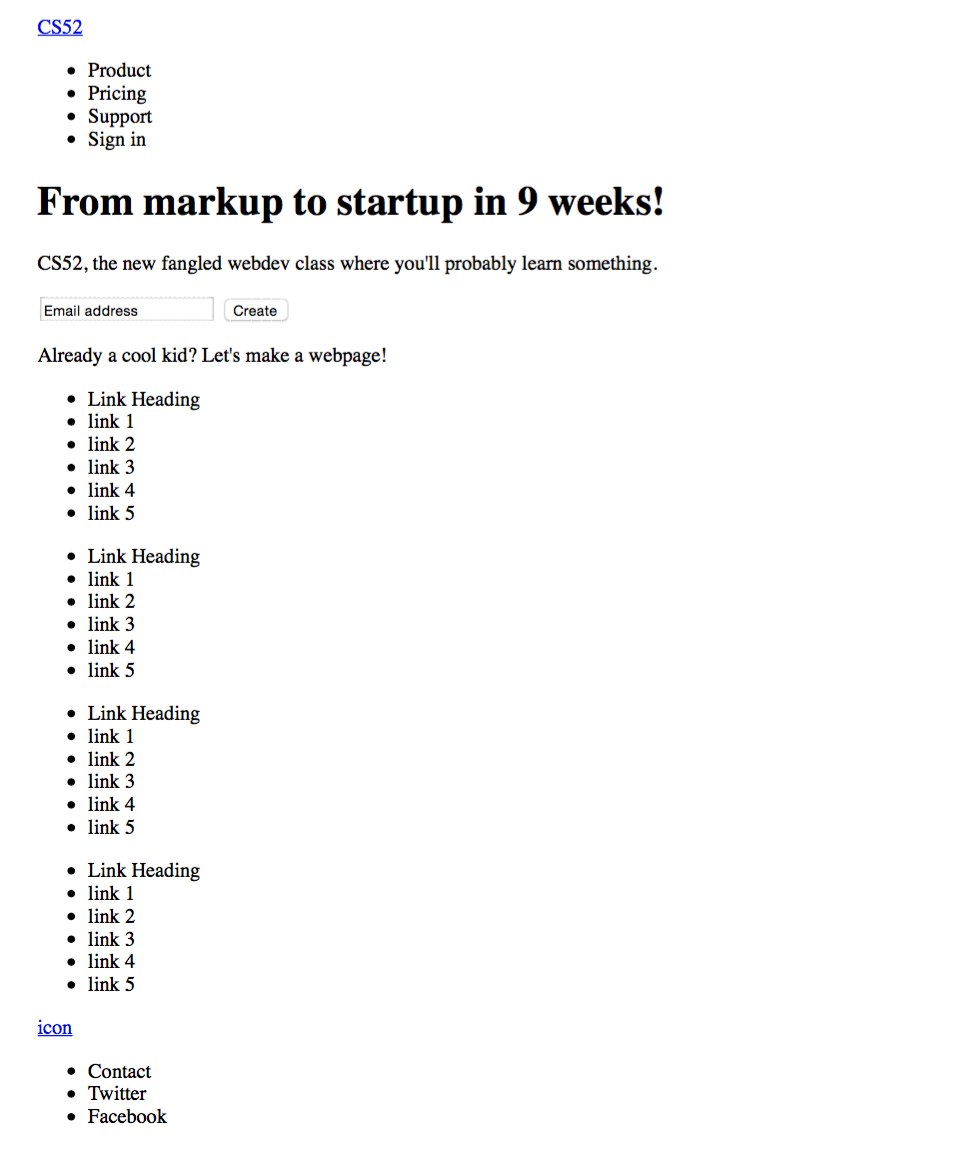 CS52
Product
Pricing
Support
Sign in
From markup to startup in 9 weeks!
CS52, the new fangled webdev class where you'll probably learn something.
Email address Create
Already a cool kid? Let's make a webpage!
Link Heading
link 1
link 2
link 3
link 4
link 5
Link Heading
link 1
link 2
link 3
link 4
link 5
Link Heading
link 1
link 2
link 3
link 4
link 5
Link Heading
link 1
link 2
link 3
link 4
link 5
icon
Contact
Twitter
Facebook